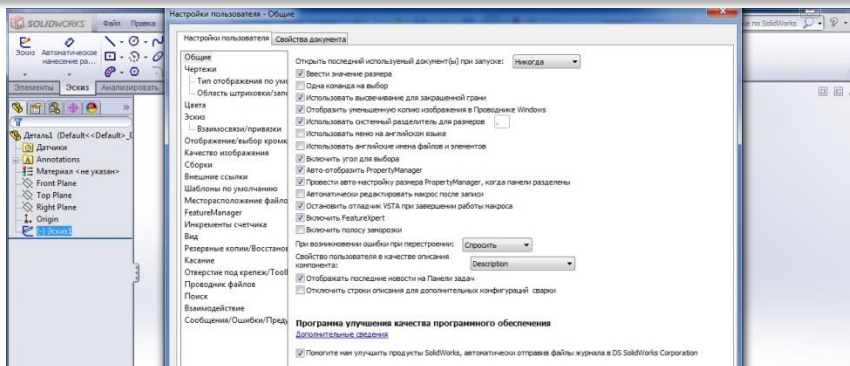 SOLIDWORKS
Файл Правка
Настройки пользователя - Общие
Настройки пользователя Свойства документа
ке по SolidWorks
Эскиз Автоматическое нанесение ра...
Элементы Эскиз Анализировать
Деталь1 (Default<<Default>_D
Датчики
Annotations
Материал <не указан>
Front Plane
Top Plane
Right Plane
Origin
(-) Эскиз1
Общие
Чертежи
Тип отображения по умо
Область штриховки/запо
Цвета
Эскиз
Взаимосвязи/привязки
Отображение/выбор кромк
Качество изображения
Сборки
Внешние ссылки
Шаблоны по умолчанию
Месторасположение файло
FeatureManager
Инкременты счетчика
Вид
Резервные копии/Восстанов
Касание
Отверстие под крепеж/Tooll
Проводник файлов
Поиск
Взаимодействие
Сообщения/Ошибки/Преду
Открыть последний используемый документ(ы) при запуске: Никогда
Ввести значение размера
Одна команда на выбор
Использовать высвечивание для закрашенной грани
Отобразить уменьшенную копию изображения в Проводнике Windows
Использовать системный разделитель для размеров ,
Использовать меню на английском языке
Использовать английские имена файлов и элементов
Включить угол для выбора
Авто-отобразить PropertyManager
Провести авто-настройку размера PropertyManager, когда панели разделены
Автоматически редактировать макрос после записи
Остановить отладчик VSTA при завершении работы макроса
Включить FeatureXpert
Включить полосу заморозки
При возникновении ошибки при перестроении: Спросить
Свойство пользователя в качестве описания
компонента: Description
Отображать последние новости на Панели задач
Отключить строки описания для дополнительных конфигураций сварки
Программа улучшения качества программного обеспечения
Дополнительные сведения
Помогите нам улучшить продукты SolidWorks, автоматически отправив файлы журнала в DS SolidWorks Corporation